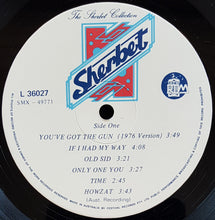 The Sherbet Collection
Sherbet
L 36027
SMX - 49771
Side One
YOU'VE GOT THE GUN (1976 Version) 3:49
IF I HAD MY WAY 4:08
OLD SID 3:21
ONLY ONE YOU 3:27
TIME 2:45
HOWZAT 3:41
(Aust. Recording)